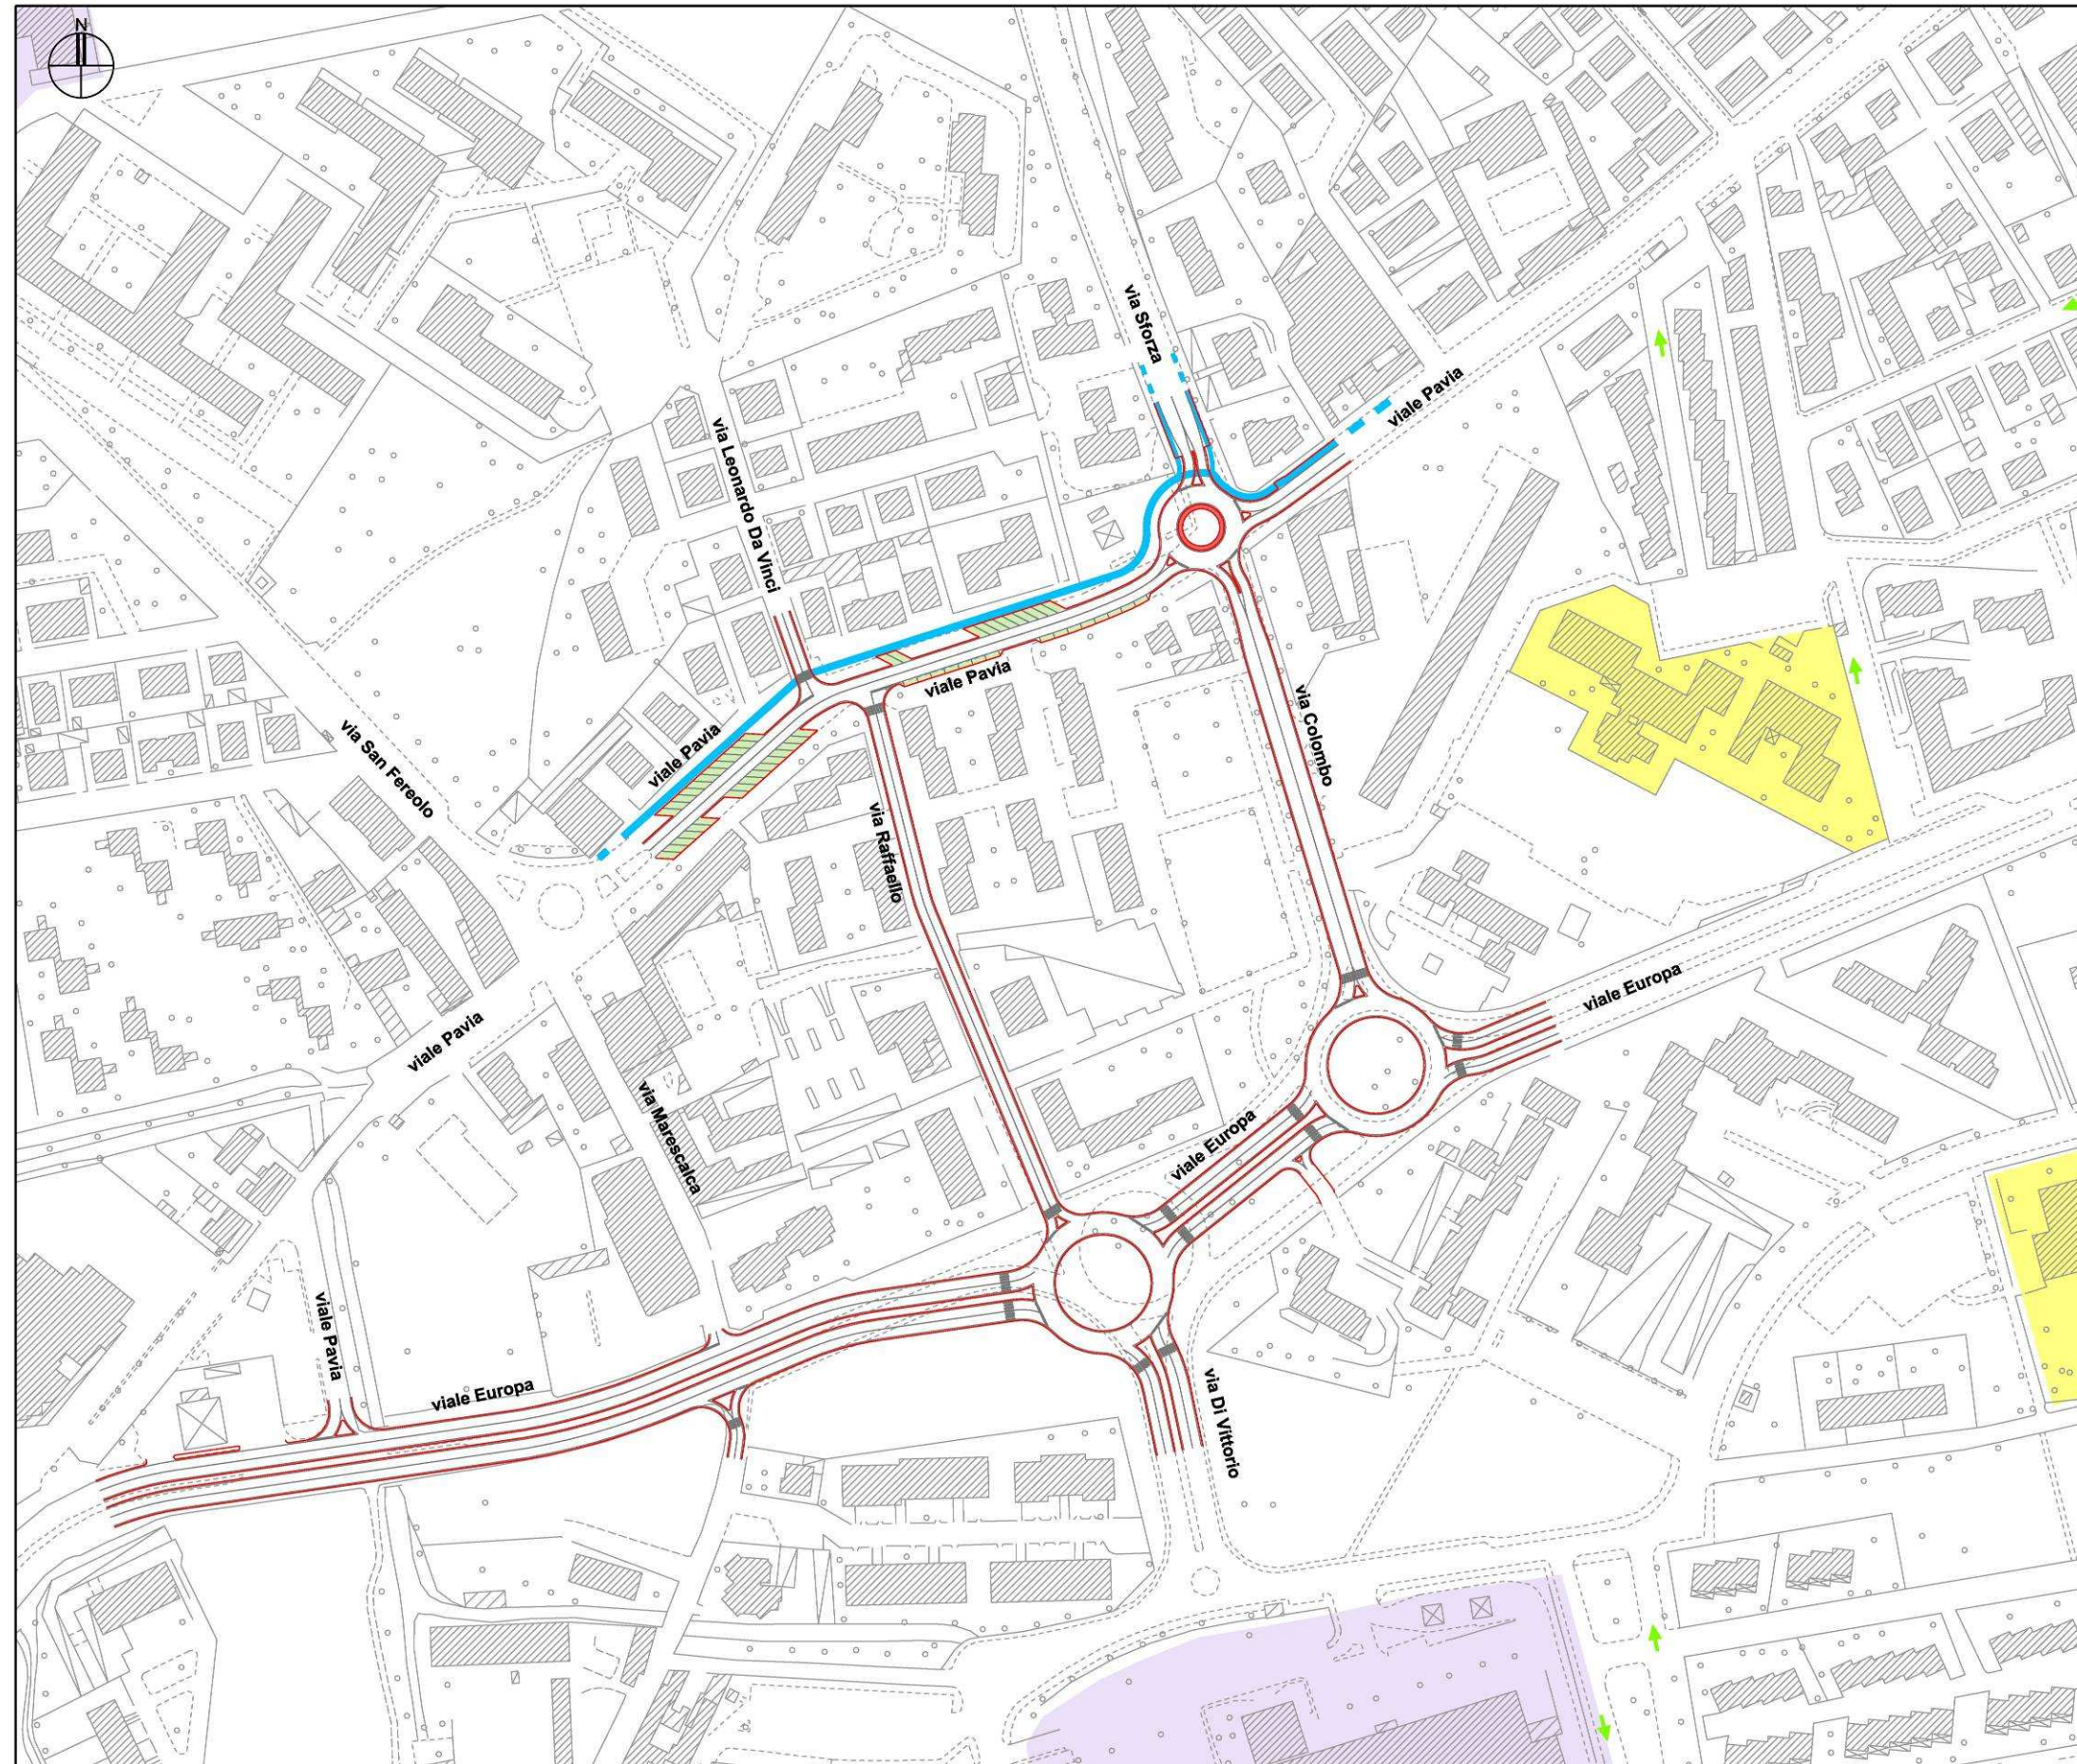 N
via Sforza
viale Pavia
via Leonardo Da Vinci
viale Pavia
via Colombo
viale Pavia
via San Fereolo
via Raffaello
viale Europa
viale Pavia
via Marescalca
viale Europa
viale Pavia
viale Europa
via Di Vittorio